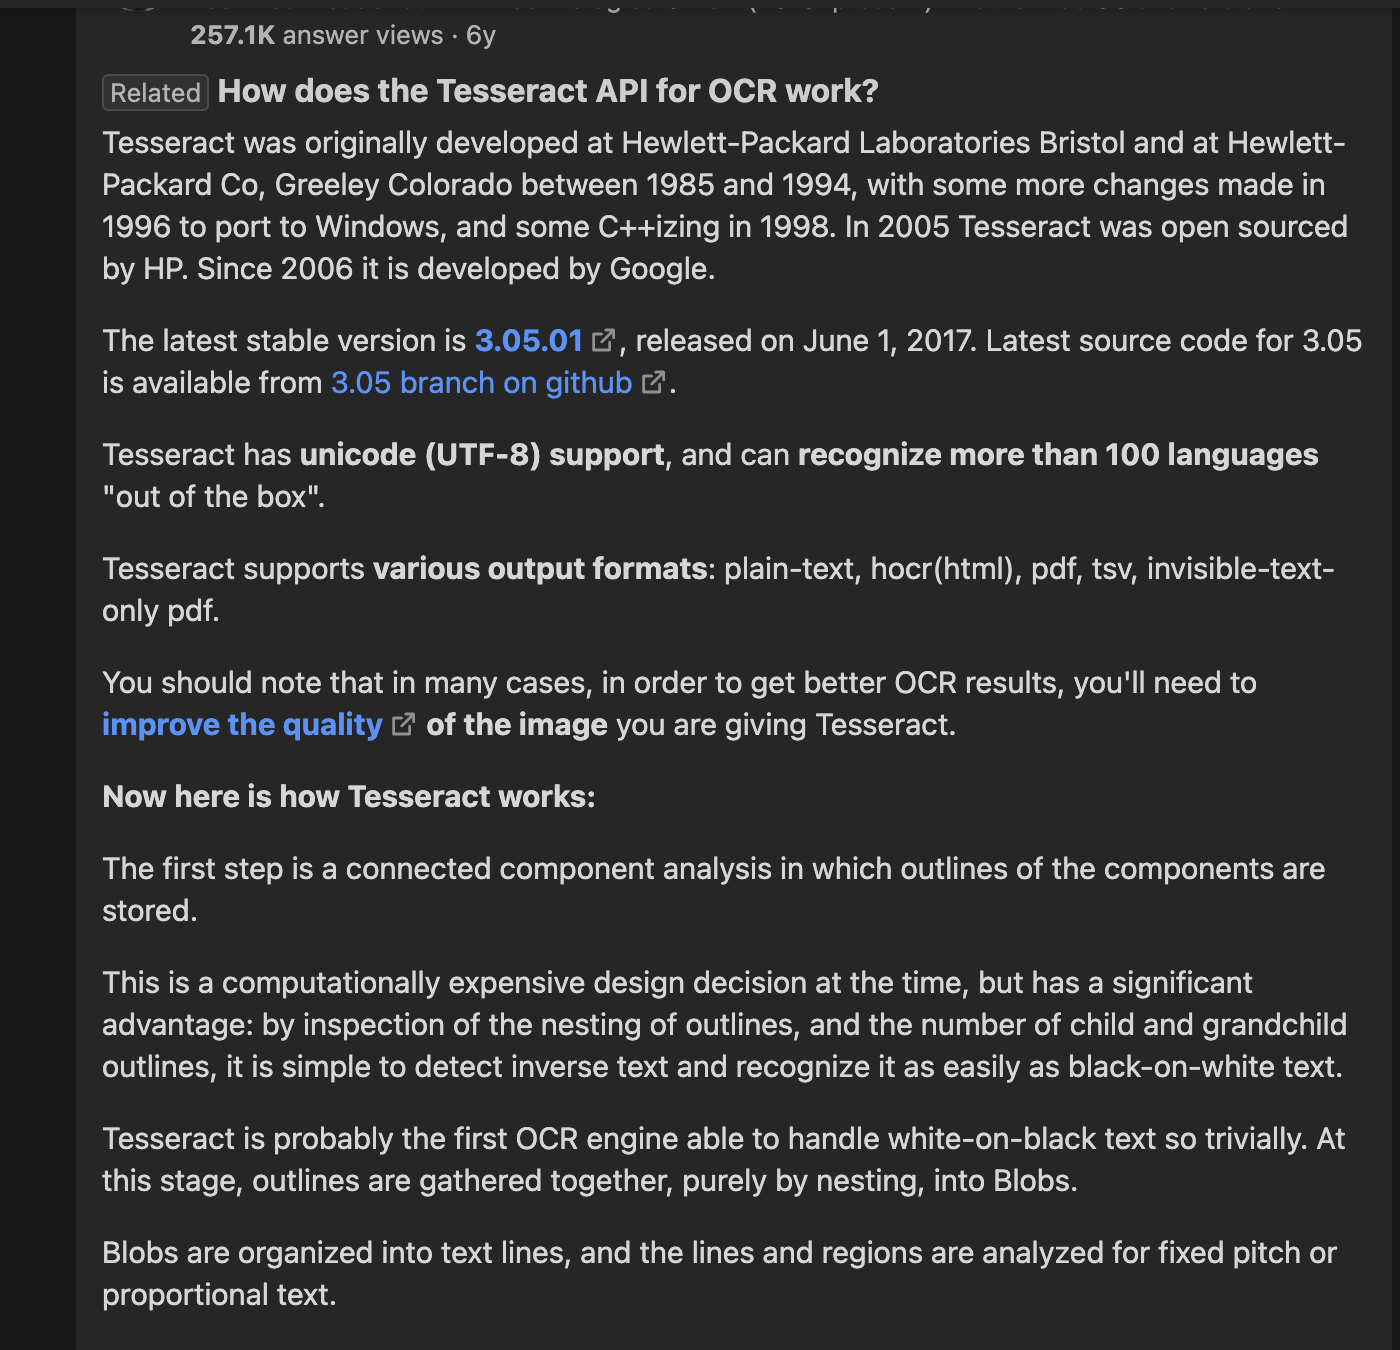 257.1K answer views · 6y
Related How does the Tesseract API for OCR work?
Tesseract was originally developed at Hewlett-Packard Laboratories Bristol and at Hewlett-
Packard Co, Greeley Colorado between 1985 and 1994, with some more changes made in
1996 to port to Windows, and some C++izing in 1998. In 2005 Tesseract was open sourced
by HP. Since 2006 it is developed by Google.
The latest stable version is 3.05.01, released on June 1, 2017. Latest source code for 3.05
is available from 3.05 branch on github.
Tesseract has unicode (UTF-8) support, and can recognize more than 100 languages
"out of the box".
Tesseract supports various output formats: plain-text, hocr(html), pdf, tsv, invisible-text-
only pdf.
You should note that in many cases, in order to get better OCR results, you'll need to
improve the quality of the image you are giving Tesseract.
Now here is how Tesseract works:
The first step is a connected component analysis in which outlines of the components are
stored.
This is a computationally expensive design decision at the time, but has a significant
advantage: by inspection of the nesting of outlines, and the number of child and grandchild
outlines, it is simple to detect inverse text and recognize it as easily as black-on-white text.
Tesseract is probably the first OCR engine able to handle white-on-black text so trivially. At
this stage, outlines are gathered together, purely by nesting, into Blobs.
Blobs are organized into text lines, and the lines and regions are analyzed for fixed pitch or
proportional text.